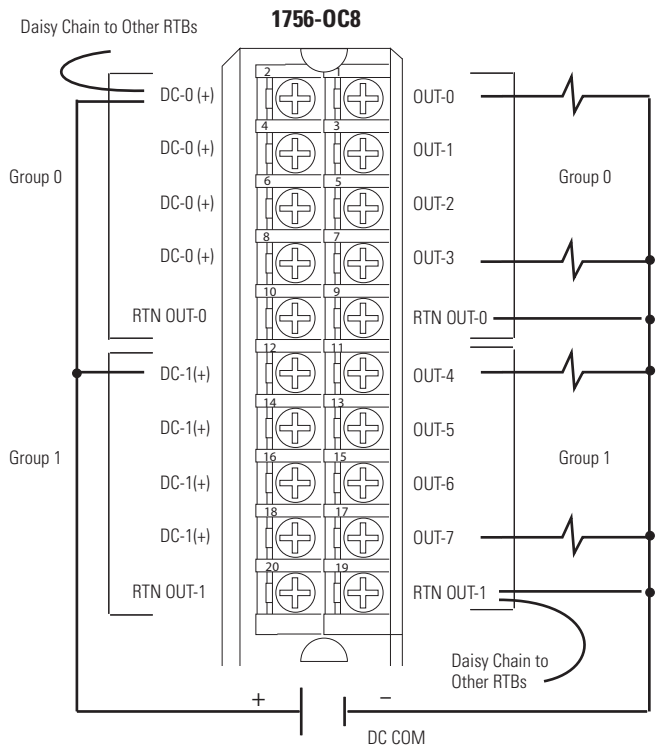 1756-OC8
Daisy Chain to Other RTBs
DC-0 (+)
2
1
OUT-0
DC-0 (+)
4
3
OUT-1
Group 0
Group 0
DC-0 (+)
6
5
OUT-2
DC-0 (+)
8
7
OUT-3
RTN OUT-0
10
9
RTN OUT-0
DC-1(+)
12
11
OUT-4
DC-1(+)
14
13
OUT-5
Group 1
Group 1
DC-1(+)
16
15
OUT-6
DC-1(+)
18
17
OUT-7
RTN OUT-1
20
19
RTN OUT-1
Daisy Chain to
Other RTBs
+
–
DC COM